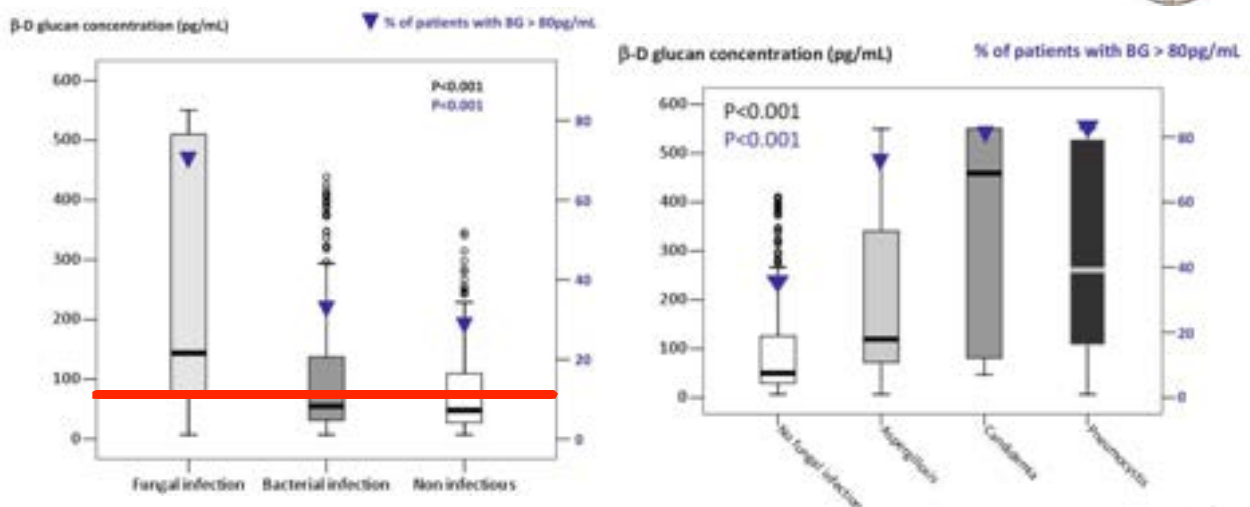 β-D glucan concentration (pg/mL)
% of patients with BG > 80pg/mL
600
500
400
300
200
100
0
P<0.001
P<0.001
80
60
40
20
0
Fungal infection
Bacterial infection
Non infectious
β-D glucan concentration (pg/mL)
% of patients with BG > 80pg/mL
600
500
400
300
200
100
0
P<0.001
P<0.001
80
60
40
20
0
No fungal infection
Aspergillosis
Candidemia
Pneumocystis